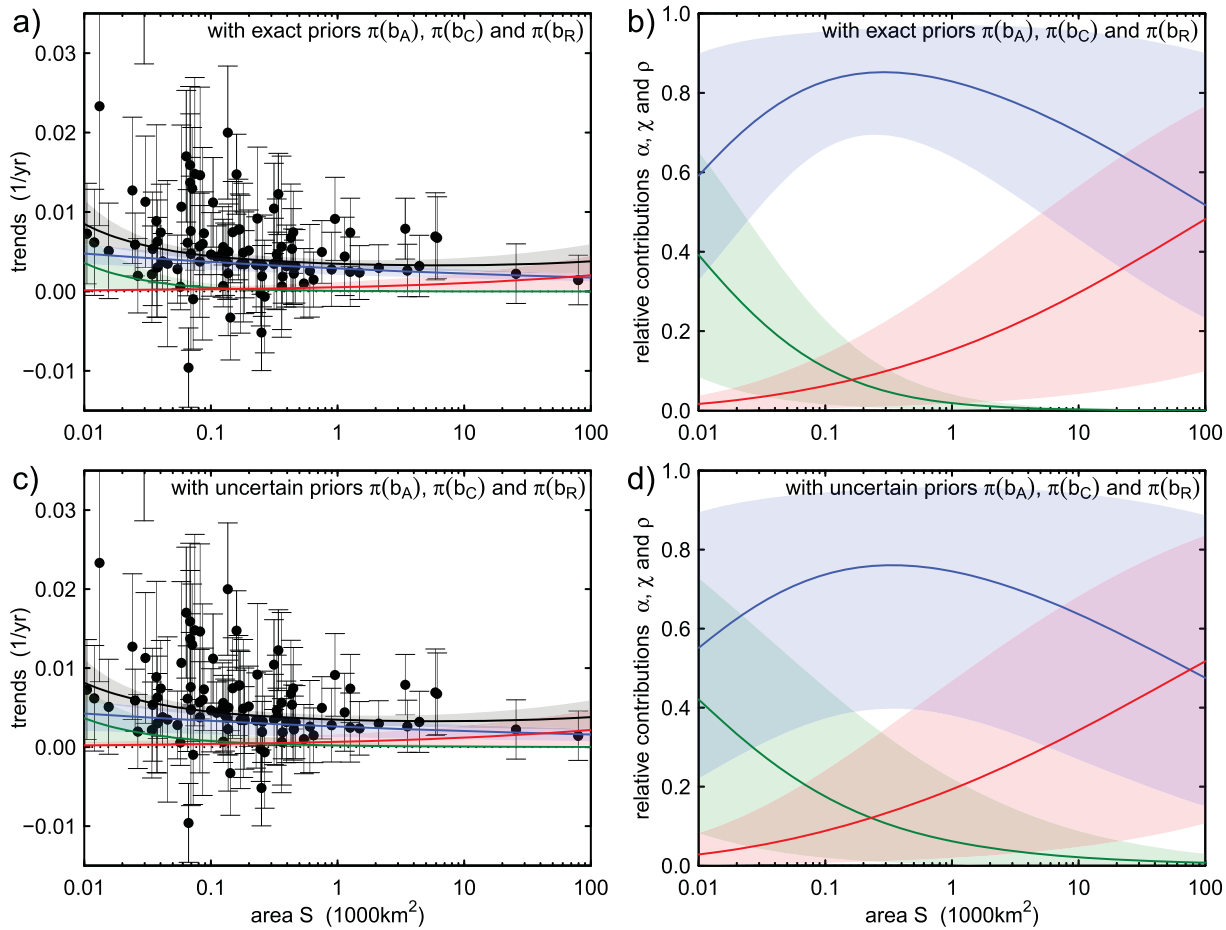 a)
with exact priors π(b_A), π(b_C) and π(b_R)
trends (1/yr)
0.03
0.02
0.01
0.00
−0.01
0.01 0.1 1 10 100
b)
with exact priors π(b_A), π(b_C) and π(b_R)
relative contributions α, χ and ρ
1.0
0.8
0.6
0.4
0.2
0.0
0.01 0.1 1 10 100
c)
with uncertain priors π(b_A), π(b_C) and π(b_R)
trends (1/yr)
0.03
0.02
0.01
0.00
−0.01
0.01 0.1 1 10 100
area S (1000km²)
d)
with uncertain priors π(b_A), π(b_C) and π(b_R)
relative contributions α, χ and ρ
1.0
0.8
0.6
0.4
0.2
0.0
0.01 0.1 1 10 100
area S (1000km²)